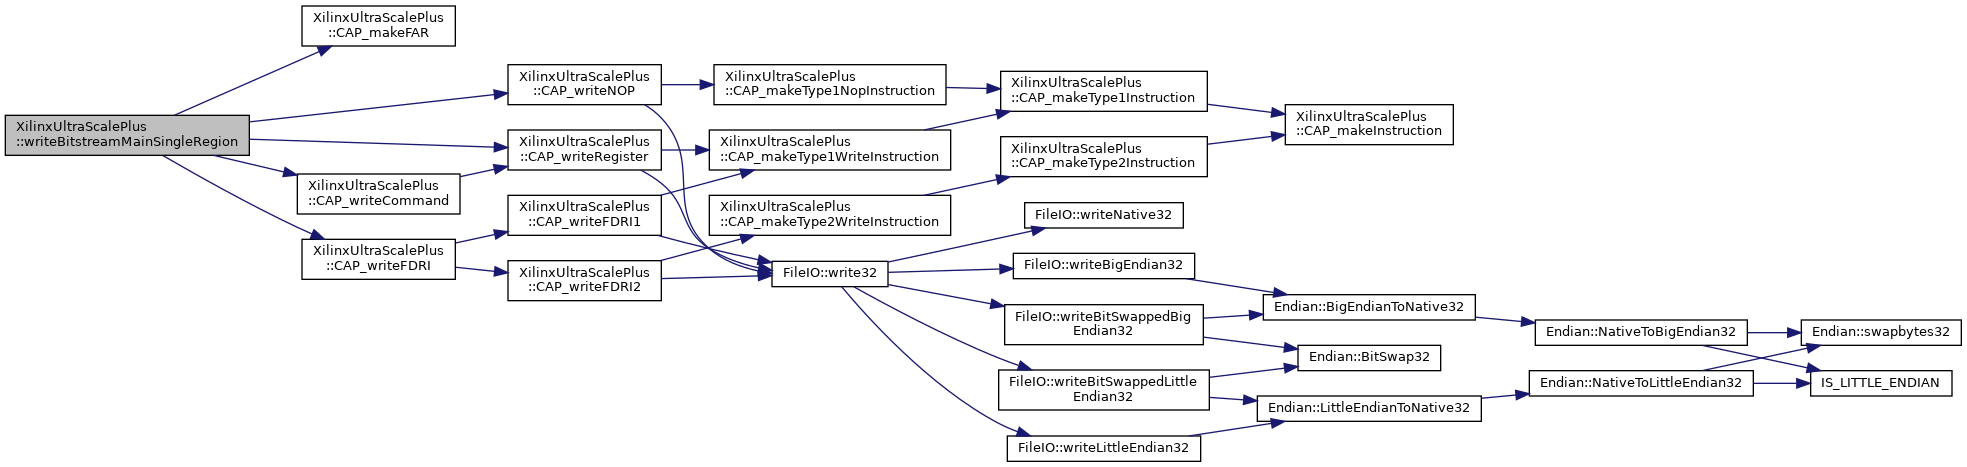 XilinxUltraScalePlus
::writeBitstreamMainSingleRegion
XilinxUltraScalePlus
::CAP_makeFAR
XilinxUltraScalePlus
::CAP_writeNOP
XilinxUltraScalePlus
::CAP_writeRegister
XilinxUltraScalePlus
::CAP_writeCommand
XilinxUltraScalePlus
::CAP_writeFDRI
XilinxUltraScalePlus
::CAP_writeFDRI1
XilinxUltraScalePlus
::CAP_writeFDRI2
XilinxUltraScalePlus
::CAP_makeType1NopInstruction
XilinxUltraScalePlus
::CAP_makeType1WriteInstruction
XilinxUltraScalePlus
::CAP_makeType2WriteInstruction
FileIO::write32
XilinxUltraScalePlus
::CAP_makeType1Instruction
XilinxUltraScalePlus
::CAP_makeType2Instruction
XilinxUltraScalePlus
::CAP_makeInstruction
FileIO::writeNative32
FileIO::writeBigEndian32
FileIO::writeBitSwappedBig
Endian32
FileIO::writeBitSwappedLittle
Endian32
FileIO::writeLittleEndian32
Endian::BigEndianToNative32
Endian::BitSwap32
Endian::LittleEndianToNative32
Endian::NativeToBigEndian32
Endian::NativeToLittleEndian32
Endian::swapbytes32
IS_LITTLE_ENDIAN